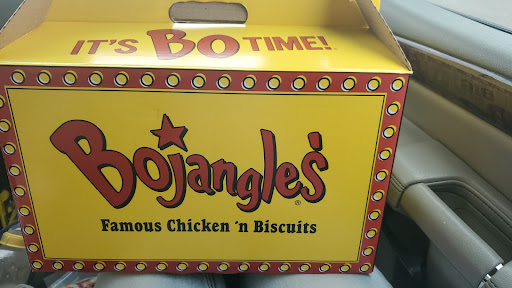 IT'S BO TIME!
Bojangles'®
Famous Chicken 'n Biscuits